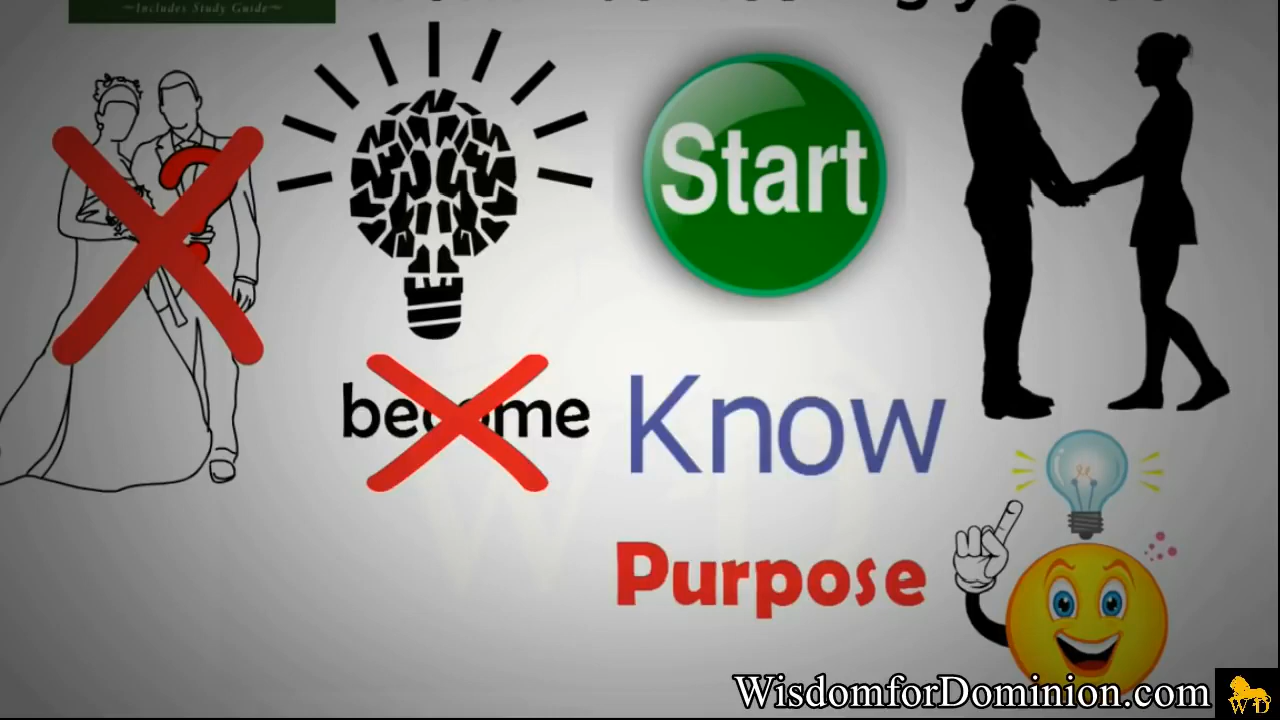 ~Includes Study Guide~
Start
become
Know
Purpose
WisdomforDominion.com
WD